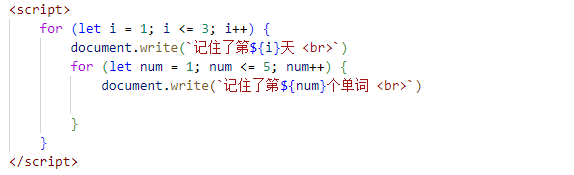 <script>
for (let i = 1; i <= 3; i++) {
document.write(`记住了第${i}天 <br>`)
for (let num = 1; num <= 5; num++) {
document.write(`记住了第${num}个单词 <br>`)
}
}
</script>